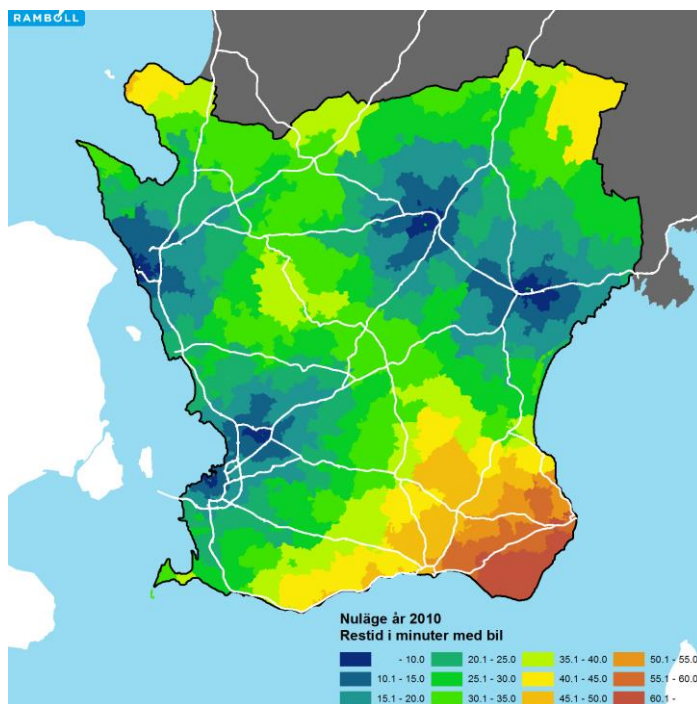 RAMBØLL
Nuläge år 2010
Restid i minuter med bil
- 10.0 20.1 - 25.0 35.1 - 40.0 50.1 - 55.0
10.1 - 15.0 25.1 - 30.0 40.1 - 45.0 55.1 - 60.0
15.1 - 20.0 30.1 - 35.0 45.1 - 50.0 60.1 -